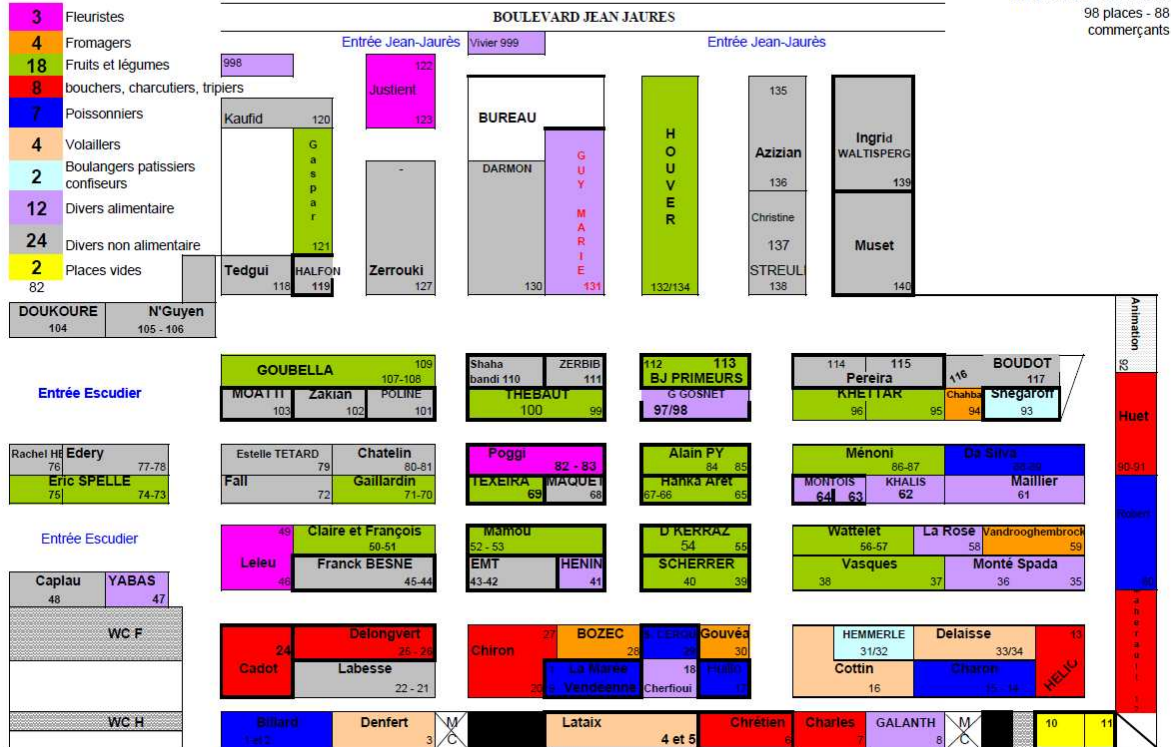 3 Fleuristes
4 Fromagers
18 Fruits et légumes
8 bouchers, charcutiers, tripiers
7 Poissonniers
4 Volaillers
2 Boulangers patissiers
confiseurs
12 Divers alimentaire
24 Divers non alimentaire
2 Places vides
82
BOULEVARD JEAN JAURES
98 places - 88
commerçants
Entrée Jean-Jaurès
Vivier 999
Entrée Jean-Jaurès
998
122
Justient
123
Kaufid 120
Gaspar
121
BUREAU
HOUVER
132/134
135
Azizian
136
Ingrid
WALTISPERG
139
-
DARMON
130
GUY MARIE
131
Christine
137
STREULI
138
Muset
140
Tedgui
118
HALFON
119
Zerrouki
127
DOUKOURE
104
N'Guyen
105 - 106
Animation
92
Entrée Escudier
GOUBELLA
109
107-108
Shaha
bandi 110
ZERBIB
111
112 113
BJ PRIMEURS
114 115
Pereira
116
BOUDOT
117
MOATTI
103
Zakian
102
POLINE
101
THEBAUT
100 99
G GOSNET
97/98
KHETTAR
96 95
Chahba
94
Shegaroff
93
Huet
90-91
Rachel HE
76
Edery
77-78
Estelle TETARD
79
Chatelin
80-81
Poggi
82 - 83
Alain PY
84 85
Ménoni
86-87
Da Silva
88-89
Eric SPELLE
75 74-73
Fall
72
Gaillardin
71-70
TEXEIRA
69
MAQUET
68
Hanka Aret
67-66 65
MONTOIS
64 63
KHALIS
62
Maillier
61
Robert
60
Entrée Escudier
49
Leleu
46
Claire et François
50-51
Mamou
52 - 53
D KERRAZ
54 55
Wattelet
56-57
La Rose
58
Vandrooghembrock
59
Franck BESNE
45-44
EMT
43-42
HENIN
41
SCHERRER
40 39
Vasques
38 37
Monté Spada
36 35
Caplau
48
YABAS
47
WC F
24
Cadot
Delongvert
25 - 26
27
Chiron
20
BOZEC
28
29
Gouvéa
30
HEMMERLE
31/32
Delaisse
33/34
13
HELIC
Labesse
22 - 21
La Marée
Vendéenne
18
Cherfioui
17
Cottin
16
Charon
15 - 14
WC H
Billard
1 et 2
Denfert
3
M
C
Lataix
4 et 5
Chrétien
6
Charles
7
GALANTH
8
M
C
10
11